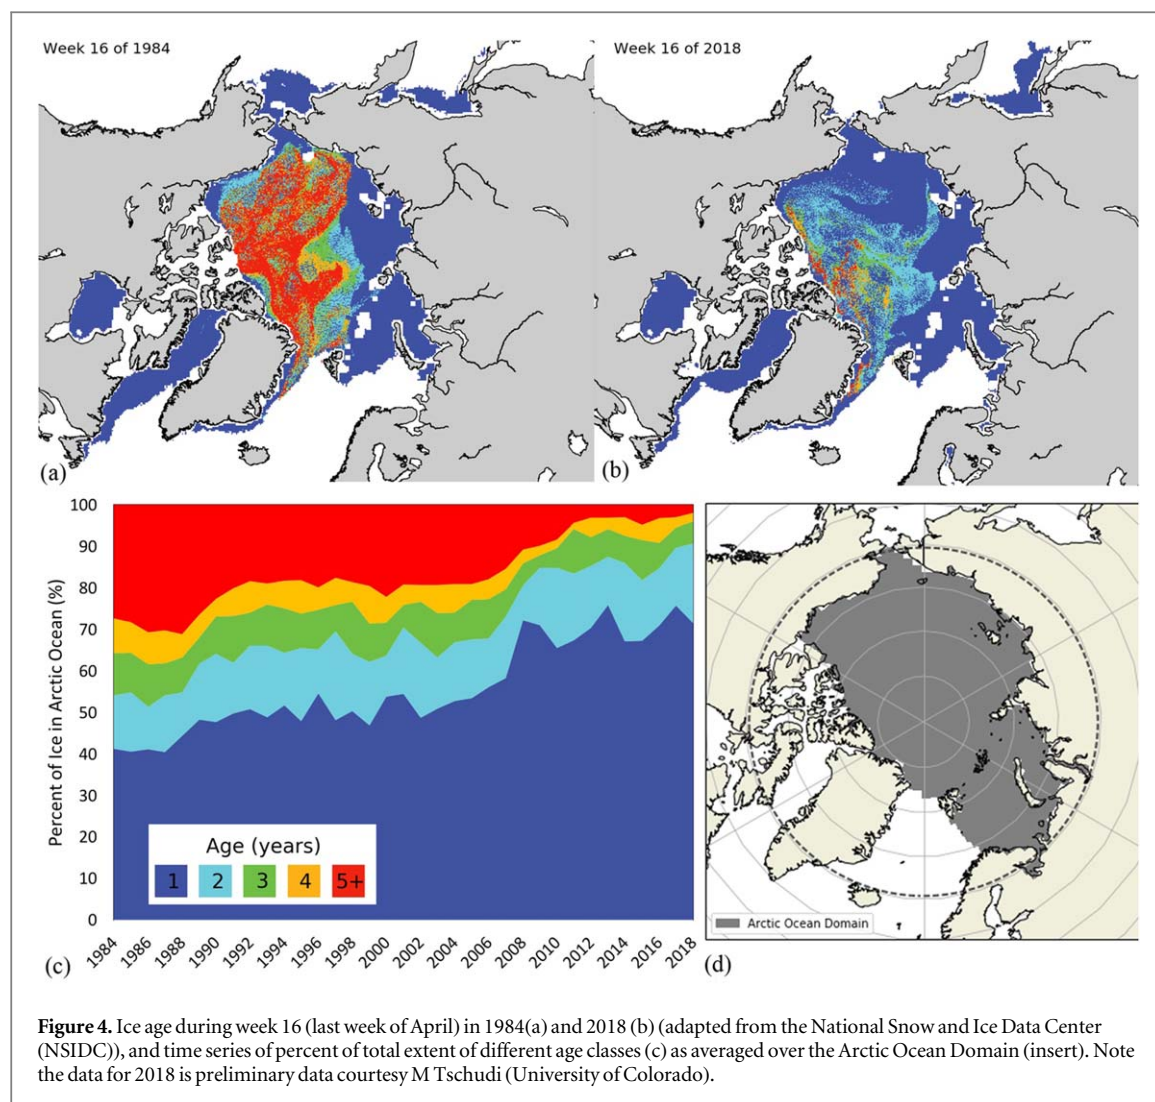 Week 16 of 1984
Week 16 of 2018
(a)
(b)
100
90
80
70
60
50
40
30
20
10
0
Percent of Ice in Arctic Ocean (%)
Age (years)
1 2 3 4 5+
1984 1986 1988 1990 1992 1994 1996 1998 2000 2002 2004 2006 2008 2010 2012 2014 2016 2018
(c)
Arctic Ocean Domain
(d)
Figure 4. Ice age during week 16 (last week of April) in 1984(a) and 2018 (b) (adapted from the National Snow and Ice Data Center
(NSIDC)), and time series of percent of total extent of different age classes (c) as averaged over the Arctic Ocean Domain (insert). Note
the data for 2018 is preliminary data courtesy M Tschudi (University of Colorado).